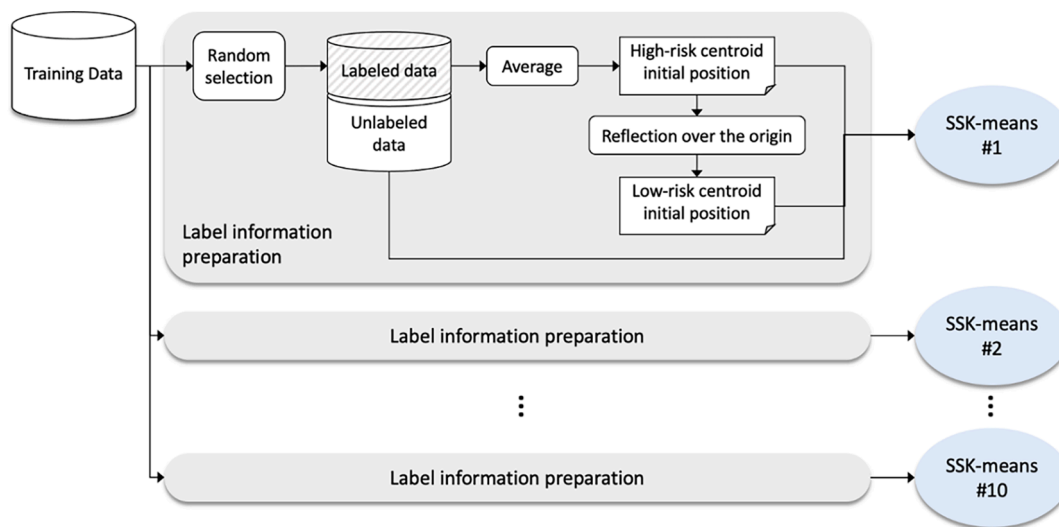 Training Data
Random
selection
Labeled data
Unlabeled
data
Average
High-risk centroid
initial position
Reflection over the origin
Low-risk centroid
initial position
Label information
preparation
SSK-means
#1
Label information preparation
SSK-means
#2
Label information preparation
SSK-means
#10